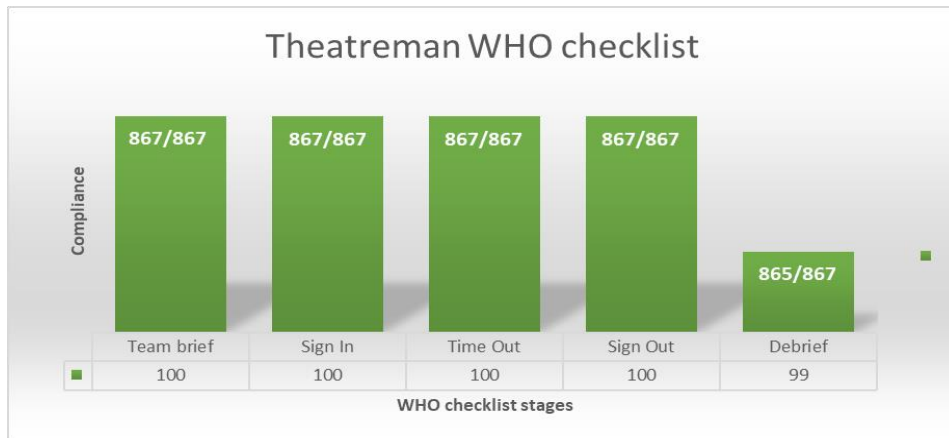 Theatreman WHO checklist
Compliance
867/867 867/867 867/867 867/867 865/867
Team brief Sign In Time Out Sign Out Debrief
100 100 100 100 99
WHO checklist stages